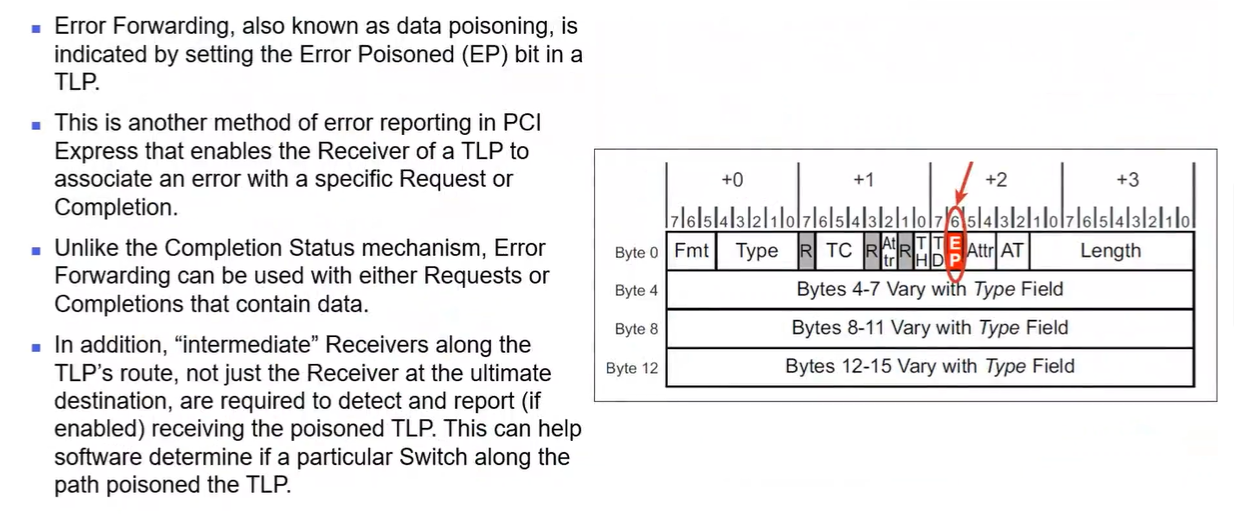 Error Forwarding, also known as data poisoning, is
indicated by setting the Error Poisoned (EP) bit in a
TLP.
This is another method of error reporting in PCI
Express that enables the Receiver of a TLP to
associate an error with a specific Request or
Completion.
Unlike the Completion Status mechanism, Error
Forwarding can be used with either Requests or
Completions that contain data.
In addition, “intermediate” Receivers along the
TLP's route, not just the Receiver at the ultimate
destination, are required to detect and report (if
enabled) receiving the poisoned TLP. This can help
software determine if a particular Switch along the
path poisoned the TLP.
+0 +1 +2 +3
7|6|5|4|3|2|1|0|7|6|5|4|3|2|1|0|7|6|5|4|3|2|1|0|7|6|5|4|3|2|1|0
Byte 0 Fmt Type R TC R Attr R TH TD EP Attr AT Length
Byte 4 Bytes 4-7 Vary with Type Field
Byte 8 Bytes 8-11 Vary with Type Field
Byte 12 Bytes 12-15 Vary with Type Field